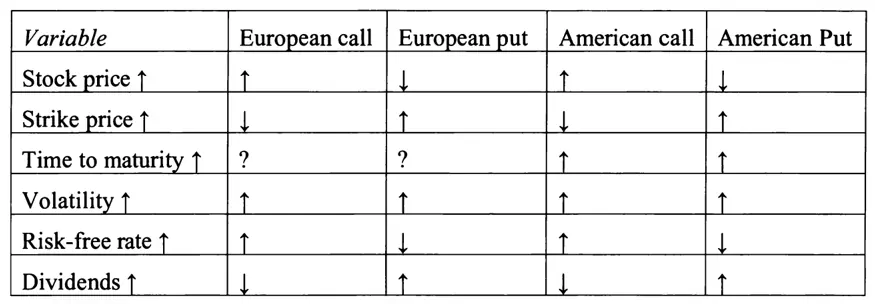 Variable European call European put American call American Put
Stock price ↑ ↑ ↓ ↑ ↓
Strike price ↑ ↓ ↑ ↓ ↑
Time to maturity ↑ ? ? ↑ ↑
Volatility ↑ ↑ ↑ ↑ ↑
Risk-free rate ↑ ↑ ↓ ↑ ↓
Dividends ↑ ↓ ↑ ↓ ↑